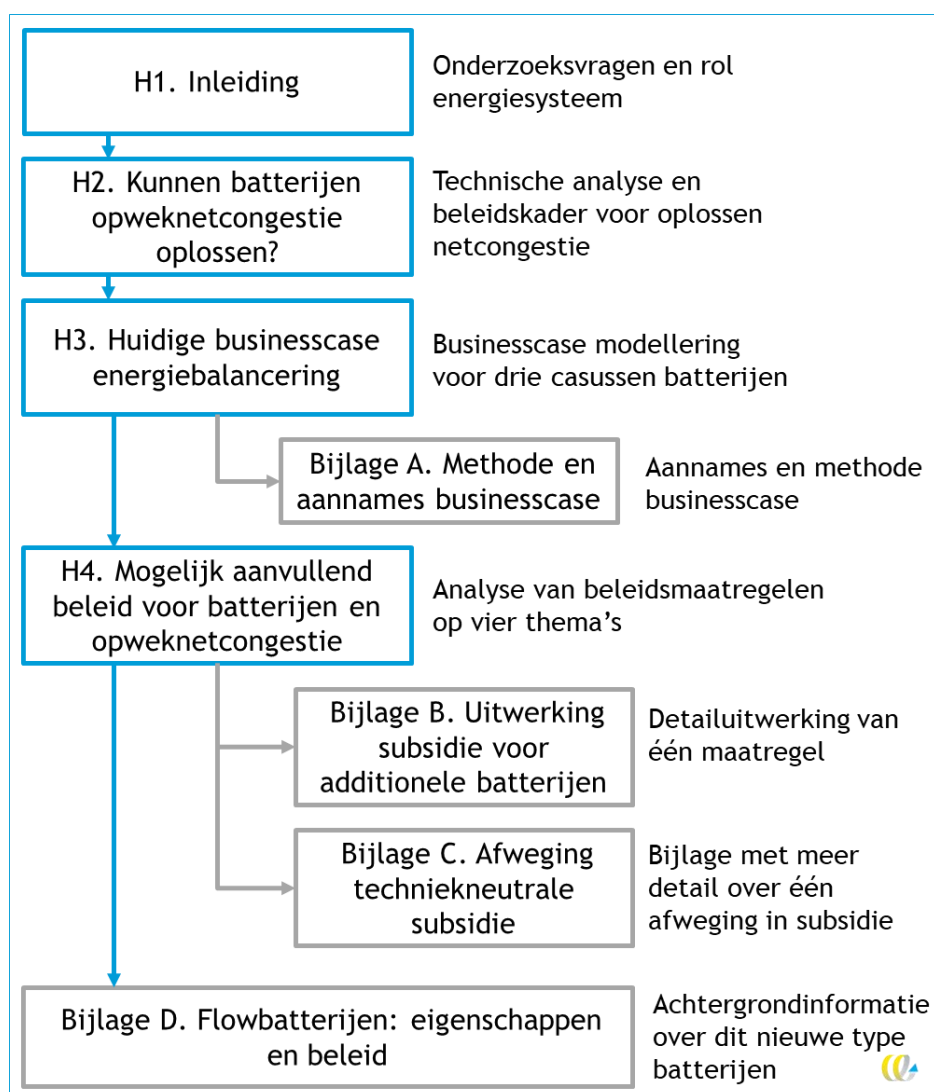 H1. Inleiding
Onderzoeksvragen en rol
energiesysteem
H2. Kunnen batterijen
opweknetcongestie
oplossen?
Technische analyse en
beleidskader voor oplossen
netcongestie
H3. Huidige businesscase
energiebalancering
Businesscase modellering
voor drie casussen batterijen
Bijlage A. Methode en
aannames businesscase
Aannames en methode
businesscase
H4. Mogelijk aanvullend
beleid voor batterijen en
opweknetcongestie
Analyse van beleidsmaatregelen
op vier thema’s
Bijlage B. Uitwerking
subsidie voor
additionele batterijen
Detailuitwerking van
één maatregel
Bijlage C. Afweging
techniekneutrale
subsidie
Bijlage met meer
detail over één
afweging in subsidie
Bijlage D. Flowbatterijen: eigenschappen
en beleid
Achtergrondinformatie
over dit nieuwe type
batterijen